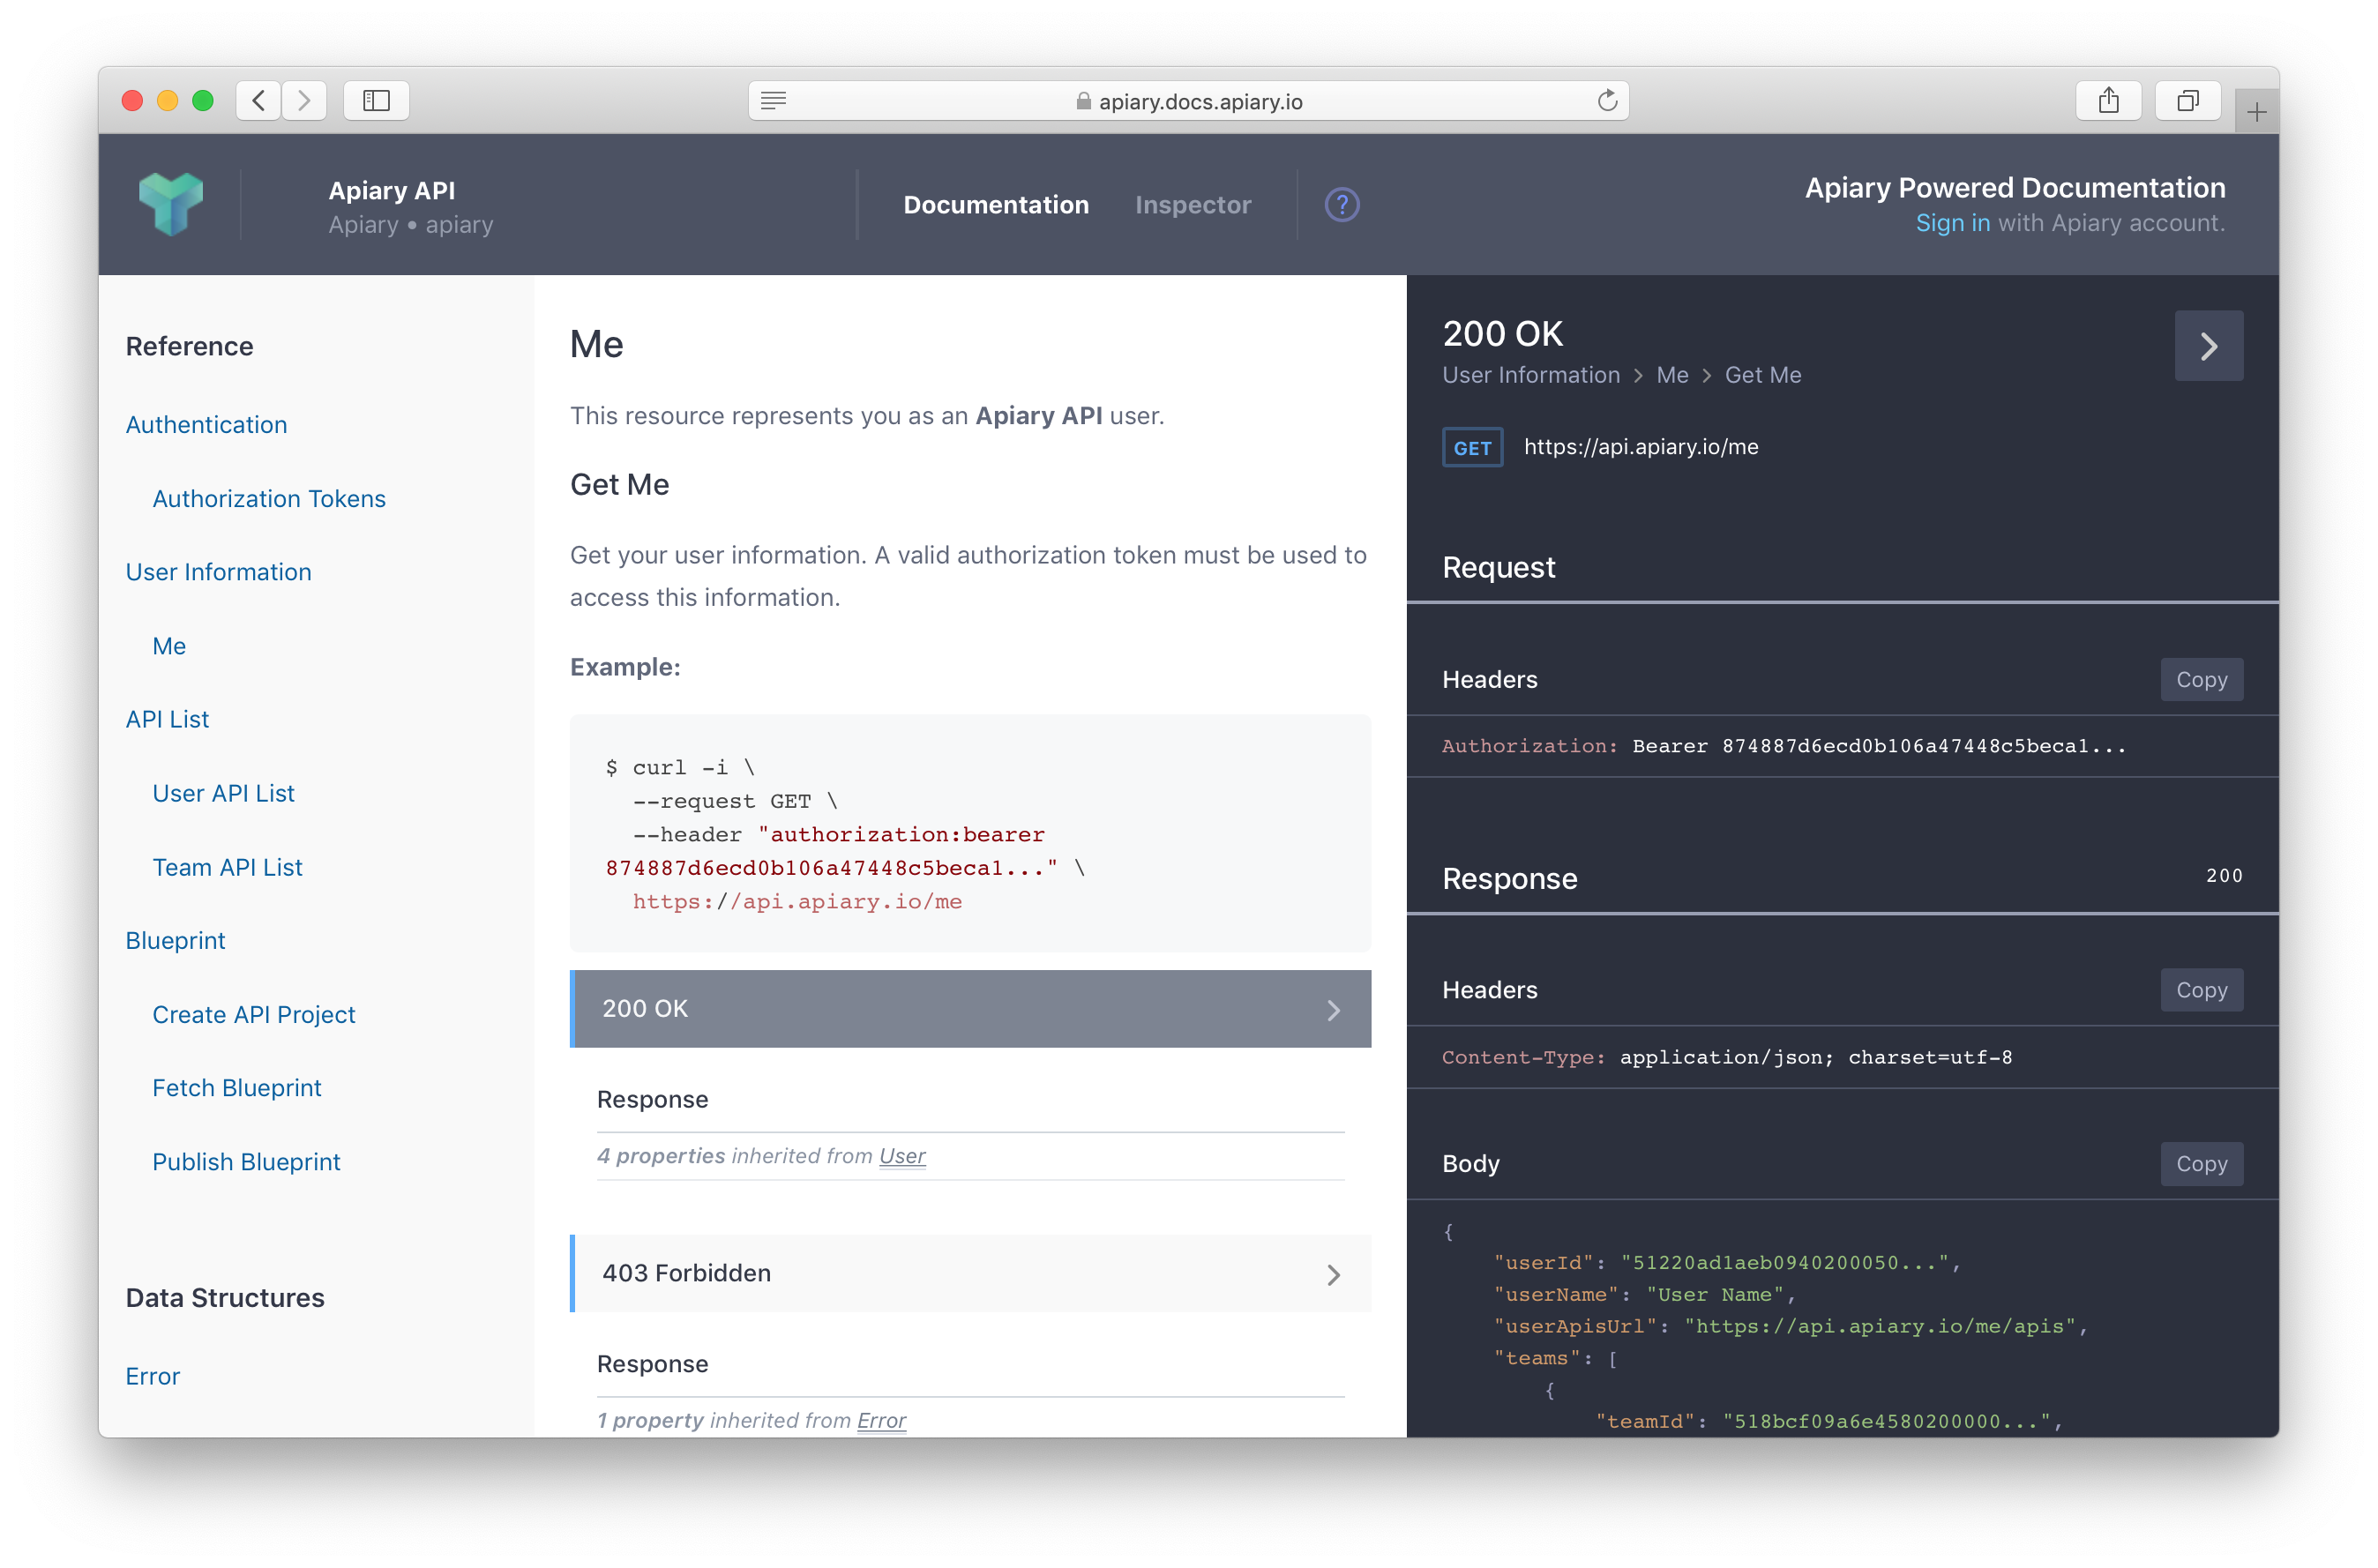 apiary.docs.apiary.io
Apiary API
Apiary • apiary
Documentation
Inspector
?
Apiary Powered Documentation
Sign in with Apiary account.
Reference
Authentication
Authorization Tokens
User Information
Me
API List
User API List
Team API List
Blueprint
Create API Project
Fetch Blueprint
Publish Blueprint
Data Structures
Error
Me
This resource represents you as an Apiary API user.
Get Me
Get your user information. A valid authorization token must be used to
access this information.
Example:
$ curl -i \
--request GET \
--header "authorization:bearer
874887d6ecd0b106a47448c5beca1..." \
https://api.apiary.io/me
200 OK
Response
4 properties inherited from User
403 Forbidden
Response
1 property inherited from Error
200 OK
User Information > Me > Get Me
GET https://api.apiary.io/me
Request
Headers
Copy
Authorization: Bearer 874887d6ecd0b106a47448c5beca1...
Response
200
Headers
Copy
Content-Type: application/json; charset=utf-8
Body
Copy
{
"userId": "51220ad1aeb0940200050...",
"userName": "User Name",
"userApisUrl": "https://api.apiary.io/me/apis",
"teams": [
{
"teamId": "518bcf09a6e4580200000...",